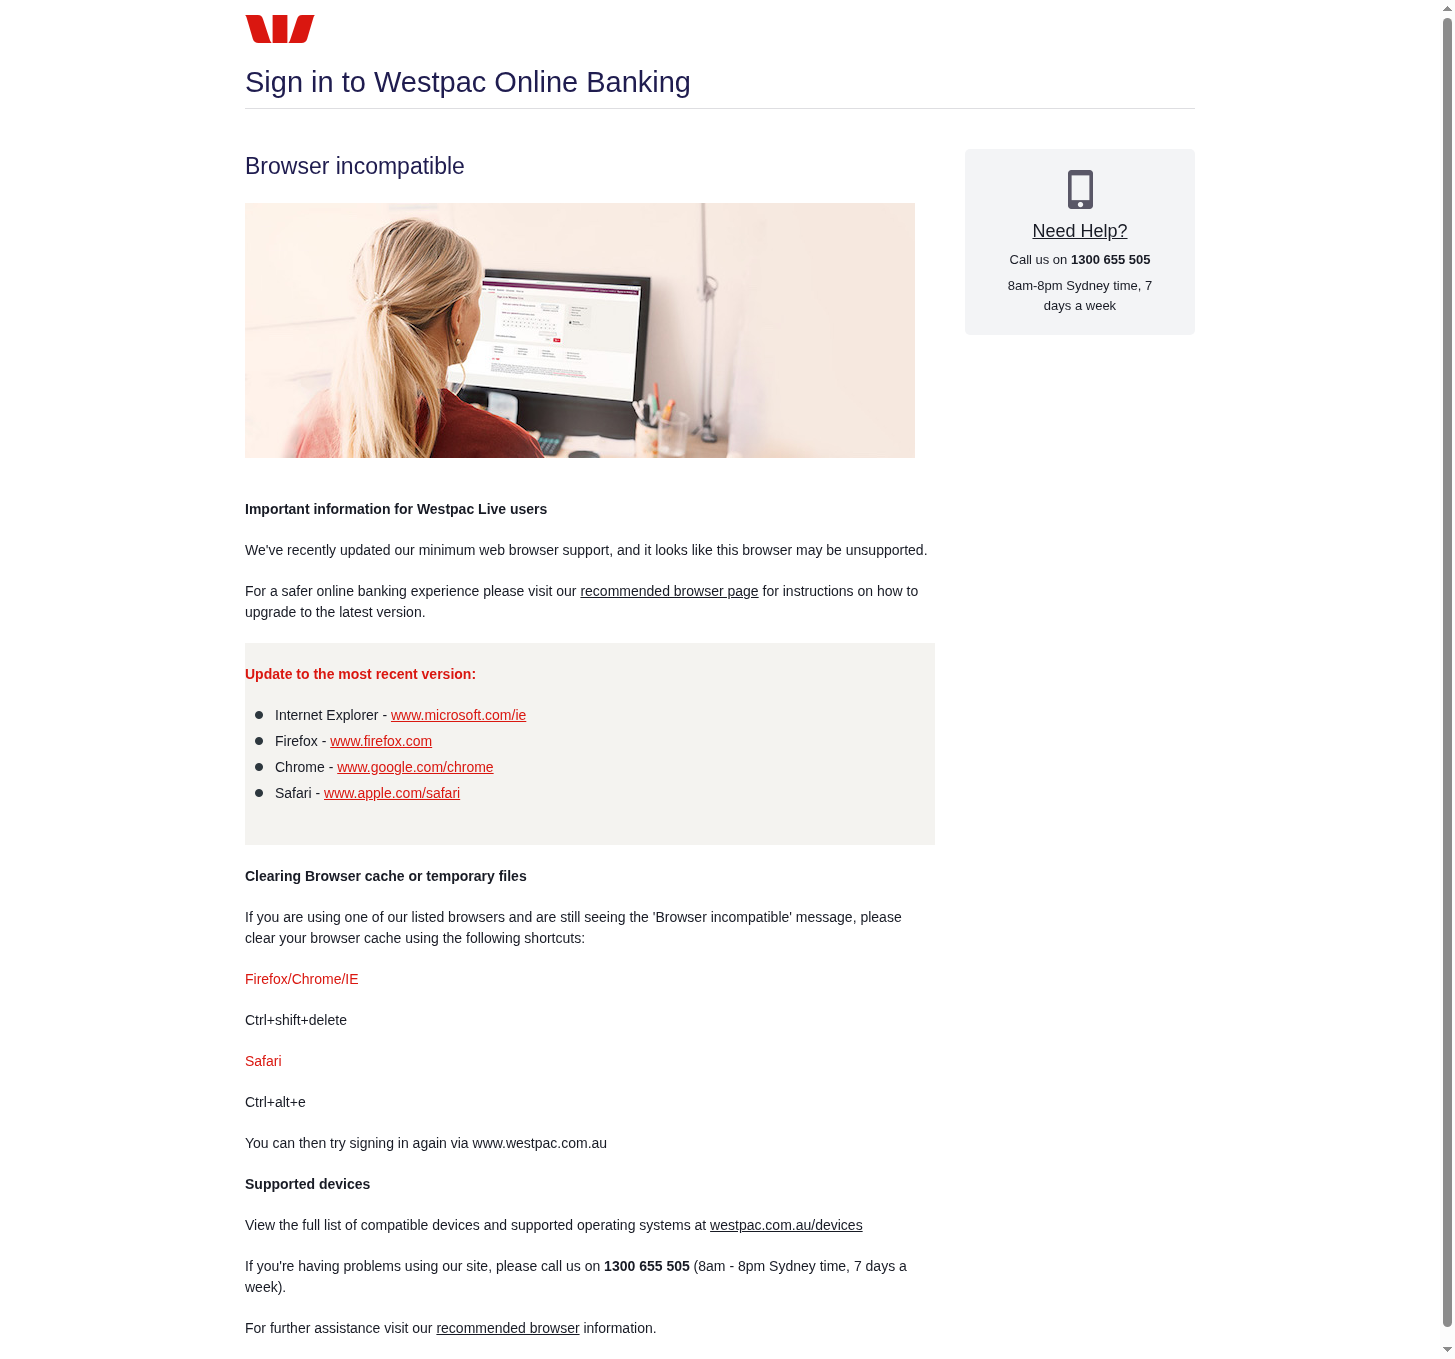 Sign in to Westpac Online Banking
Browser incompatible
Need Help?
Call us on 1300 655 505
8am-8pm Sydney time, 7
days a week
Important information for Westpac Live users
We've recently updated our minimum web browser support, and it looks like this browser may be unsupported.
For a safer online banking experience please visit our recommended browser page for instructions on how to
upgrade to the latest version.
Update to the most recent version:
Internet Explorer - www.microsoft.com/ie
Firefox - www.firefox.com
Chrome - www.google.com/chrome
Safari - www.apple.com/safari
Clearing Browser cache or temporary files
If you are using one of our listed browsers and are still seeing the 'Browser incompatible' message, please
clear your browser cache using the following shortcuts:
Firefox/Chrome/IE
Ctrl+shift+delete
Safari
Ctrl+alt+e
You can then try signing in again via www.westpac.com.au
Supported devices
View the full list of compatible devices and supported operating systems at westpac.com.au/devices
If you're having problems using our site, please call us on 1300 655 505 (8am - 8pm Sydney time, 7 days a
week).
For further assistance visit our recommended browser information.